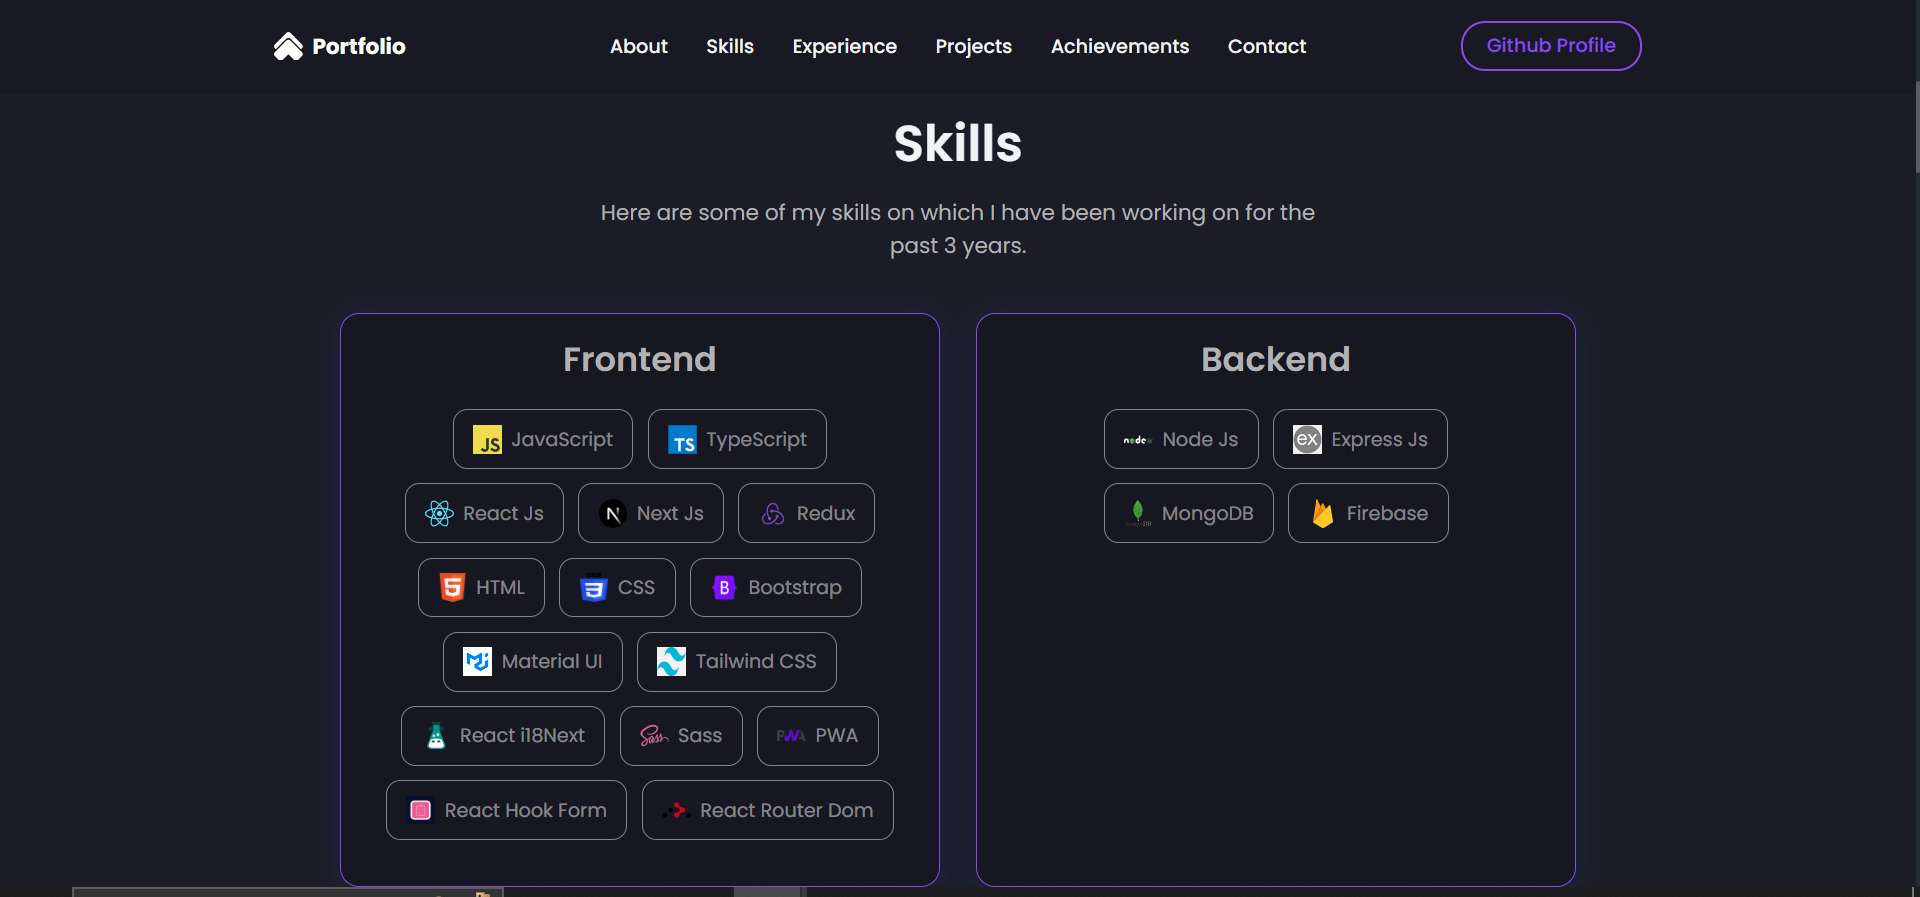 Portfolio
About Skills Experience Projects Achievements Contact
Github Profile
Skills
Here are some of my skills on which I have been working on for the
past 3 years.
Frontend
JS JavaScript TS TypeScript
React Js N Next Js Redux
5 HTML 3 CSS B Bootstrap
Material UI Tailwind CSS
React i18Next Sass Sass PWA PWA
React Hook Form React Router Dom
Backend
node Node Js ex Express Js
MongoDB Firebase